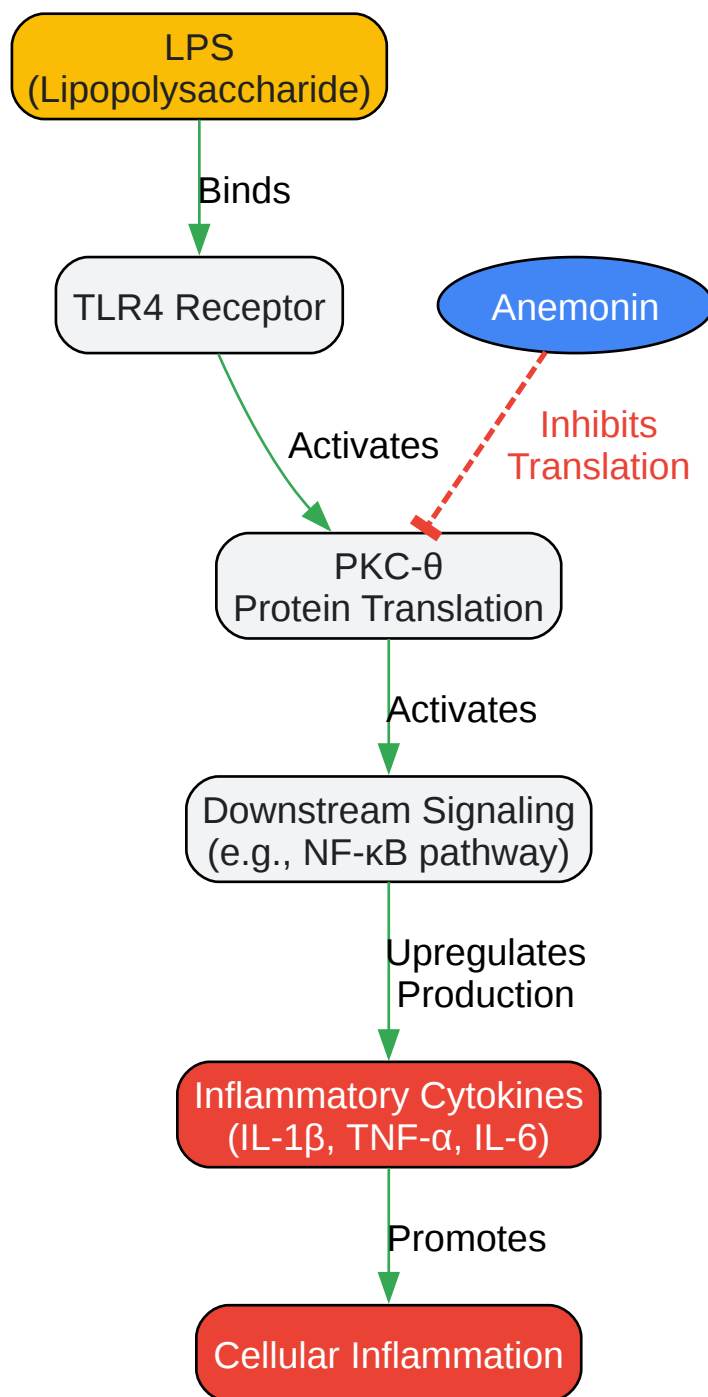 LPS
(Lipopolysaccharide)
Binds
TLR4 Receptor
Anemonin
Activates
Inhibits
Translation
PKC-θ
Protein Translation
Activates
Downstream Signaling
(e.g., NF-κB pathway)
Upregulates
Production
Inflammatory Cytokines
(IL-1β, TNF-α, IL-6)
Promotes
Cellular Inflammation